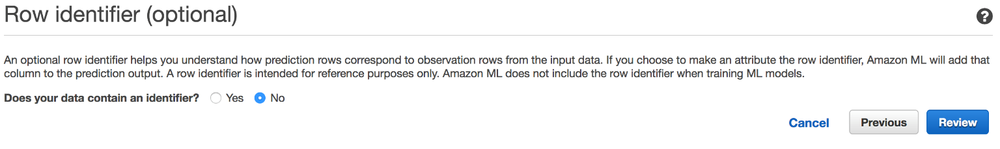 Row identifier (optional)
?
An optional row identifier helps you understand how prediction rows correspond to observation rows from the input data. If you choose to make an attribute the row identifier, Amazon ML will add that
column to the prediction output. A row identifier is intended for reference purposes only. Amazon ML does not include the row identifier when training ML models.
Does your data contain an identifier? Yes No
Cancel Previous Review